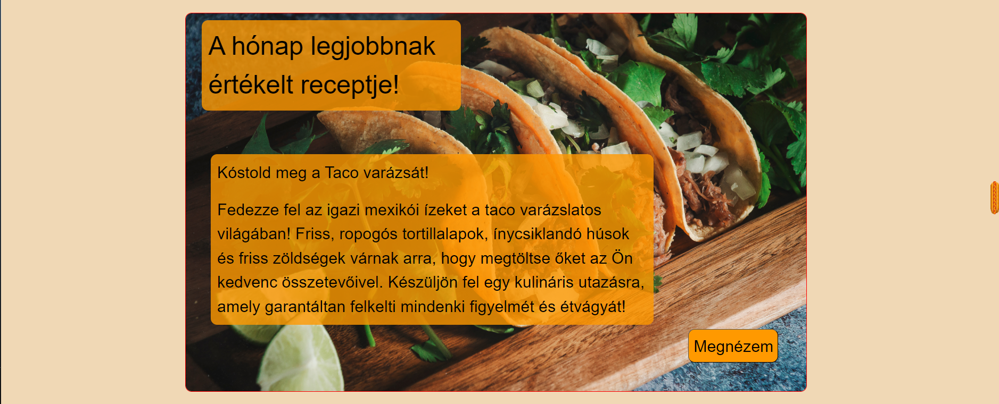 A hónap legjobbnak
értékelt receptje!
Kóstold meg a Taco varázsát!
Fedezze fel az igazi mexikói ízeket a taco varázslatos
világában! Friss, ropogós tortillalapok, ínycsiklandó húsok
és friss zöldségek várnak arra, hogy megtöltse őket az Ön
kedvenc összetevőivel. Készüljön fel egy kulináris utazásra,
amely garantáltan felkelti mindenki figyelmét és étvágyát!
Megnézem